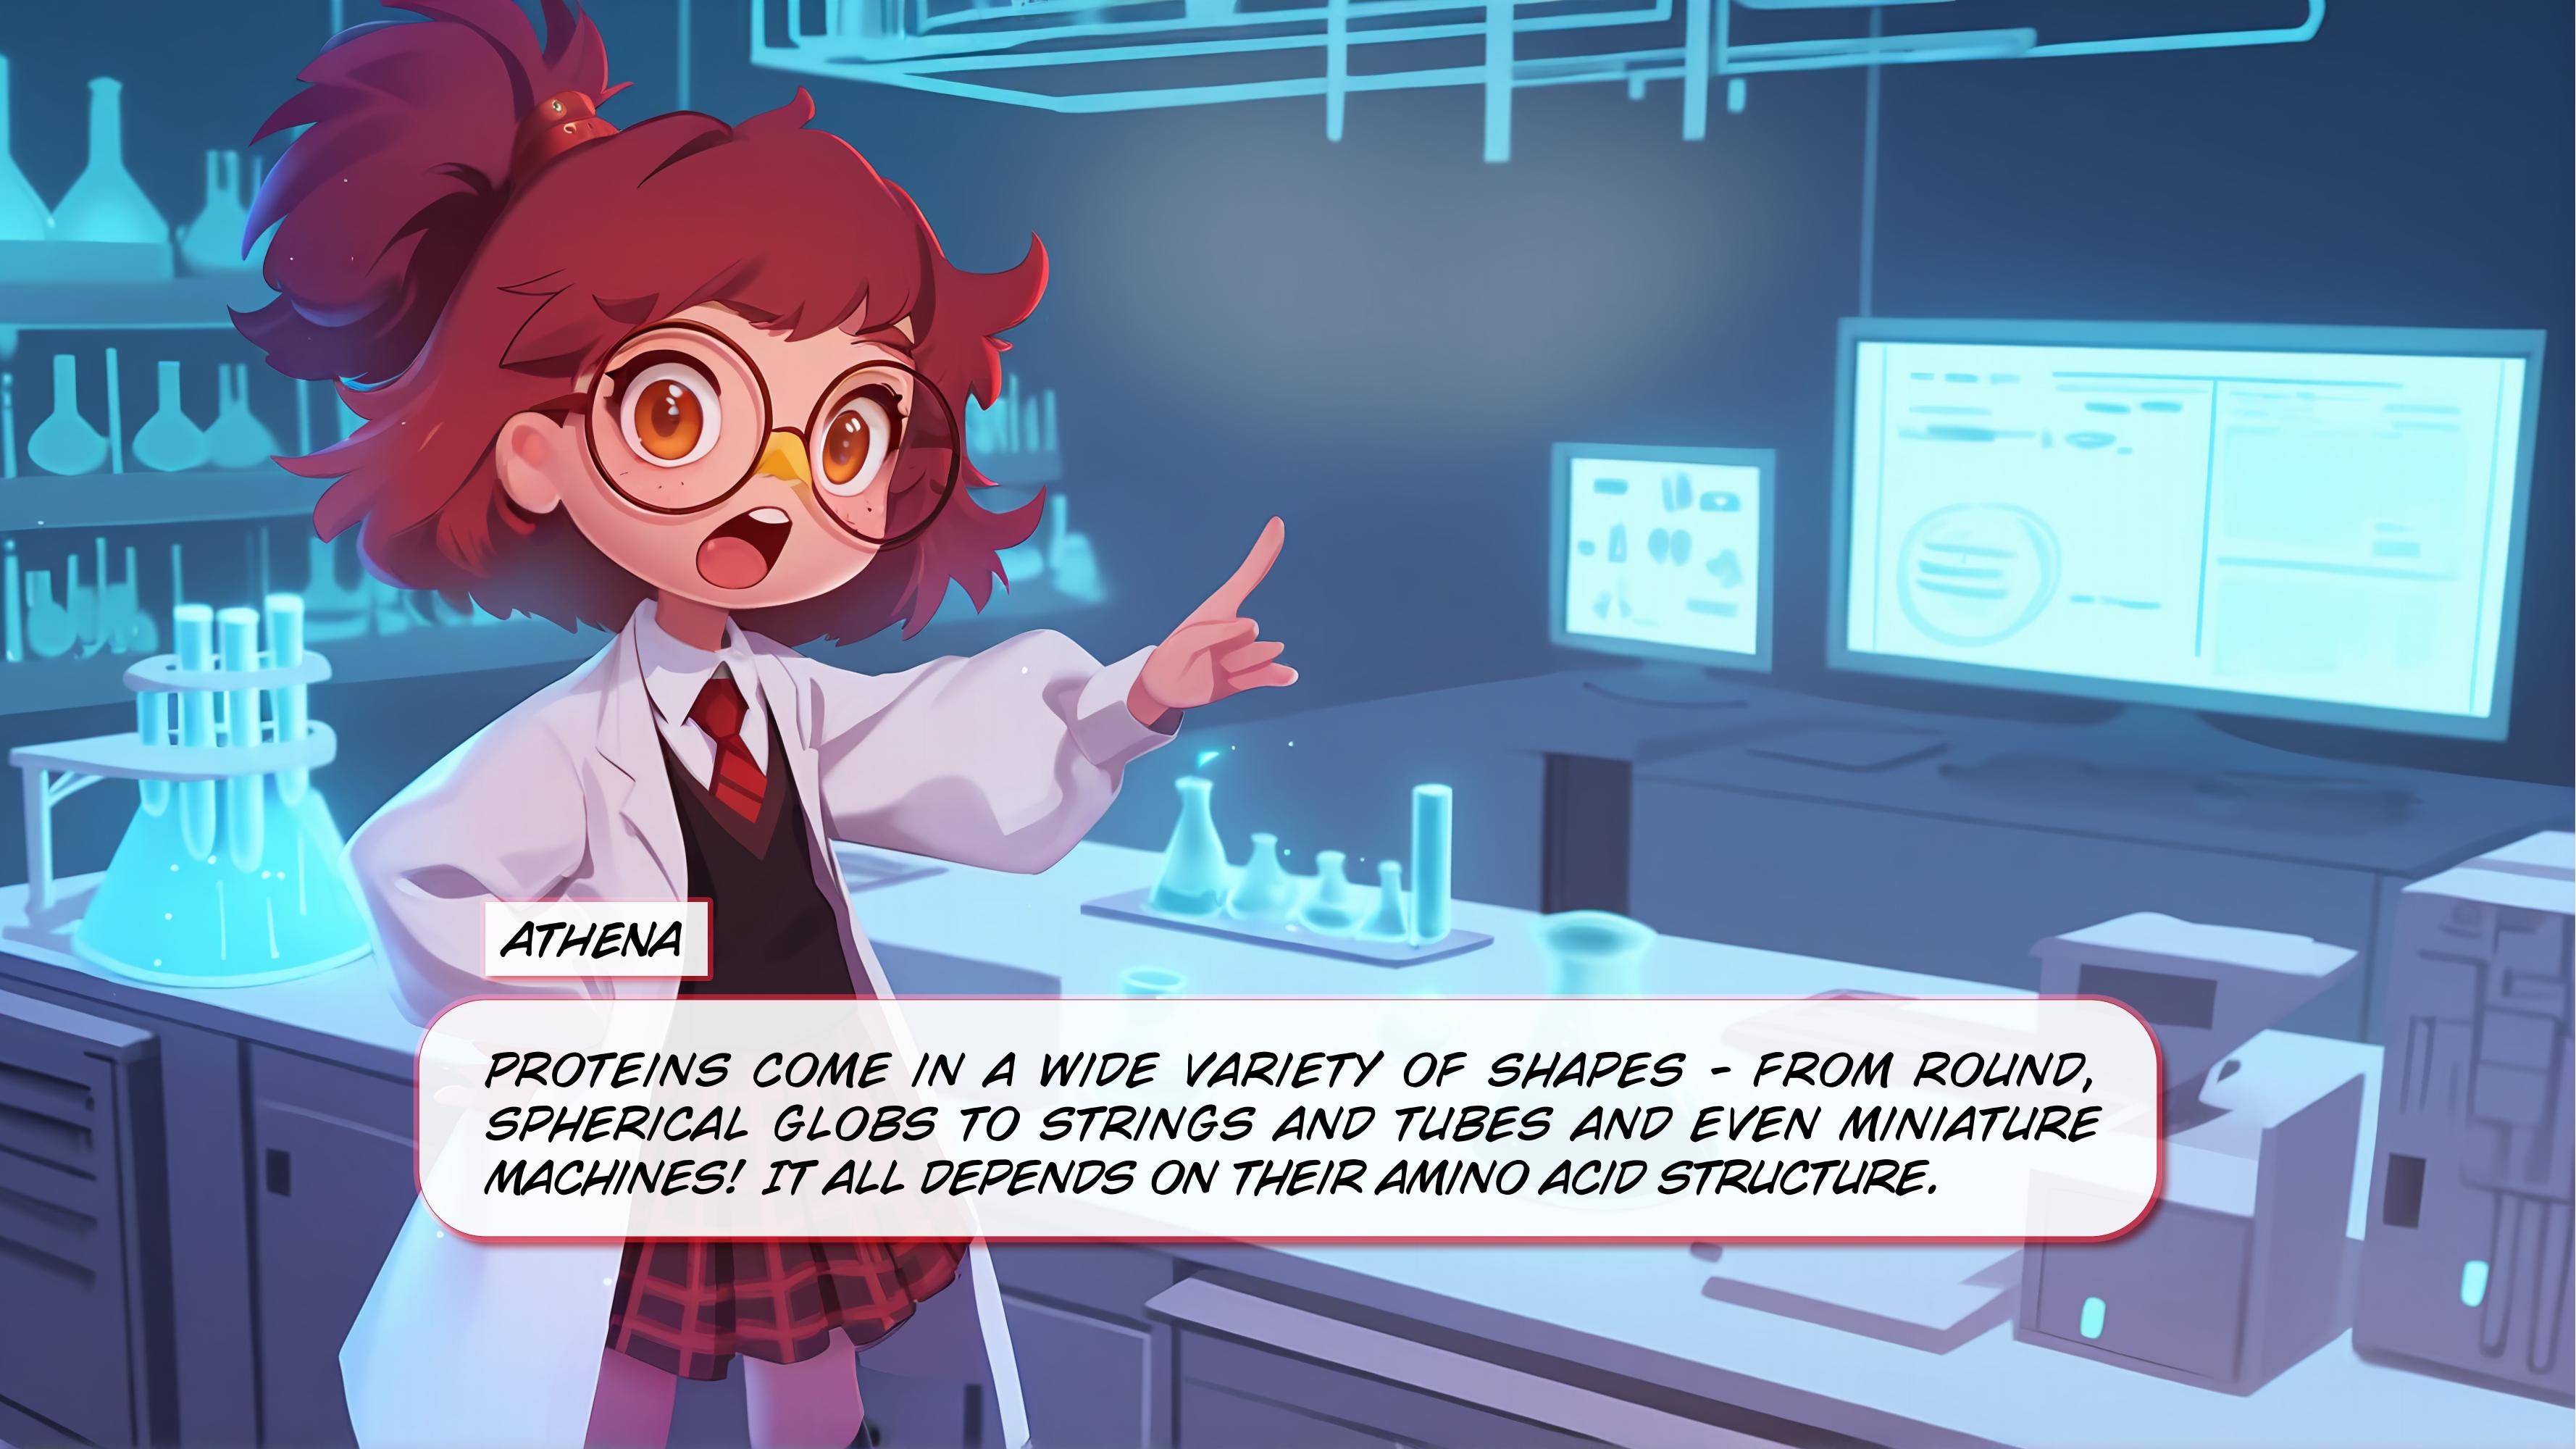 ATHENA
PROTEINS COME IN A WIDE VARIETY OF SHAPES - FROM ROUND,
SPHERICAL GLOBS TO STRINGS AND TUBES AND EVEN MINIATURE
MACHINES! IT ALL DEPENDS ON THEIR AMINO ACID STRUCTURE.